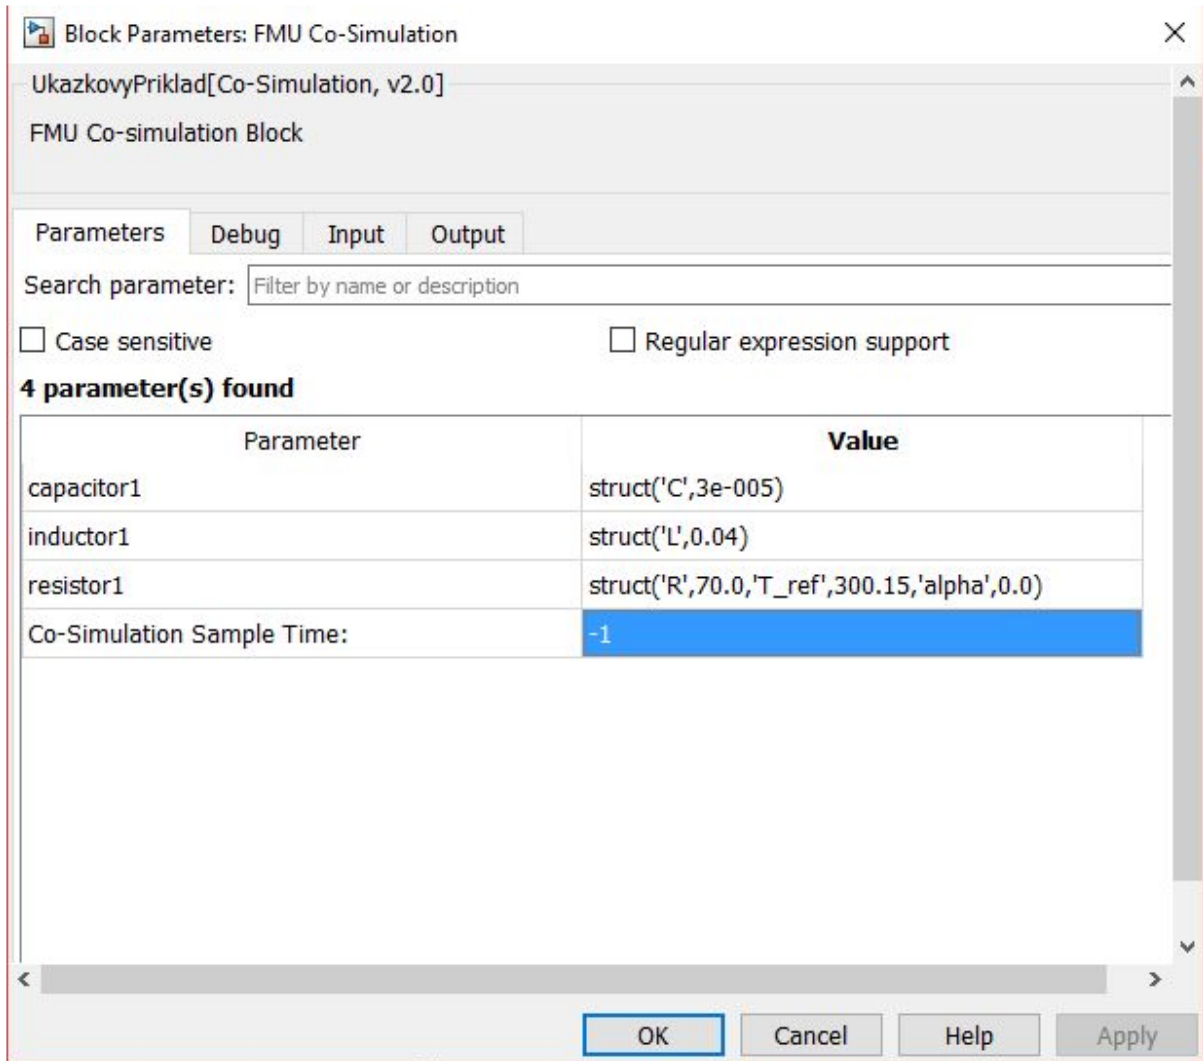 Block Parameters: FMU Co-Simulation
UkazkovyPriklad[Co-Simulation, v2.0]
FMU Co-simulation Block
Parameters Debug Input Output
Search parameter: Filter by name or description
Case sensitive Regular expression support
4 parameter(s) found
Parameter Value
capacitor1 struct('C',3e-005)
inductor1 struct('L',0.04)
resistor1 struct('R',70.0,'T_ref',300.15,'alpha',0.0)
Co-Simulation Sample Time: -1
OK Cancel Help Apply